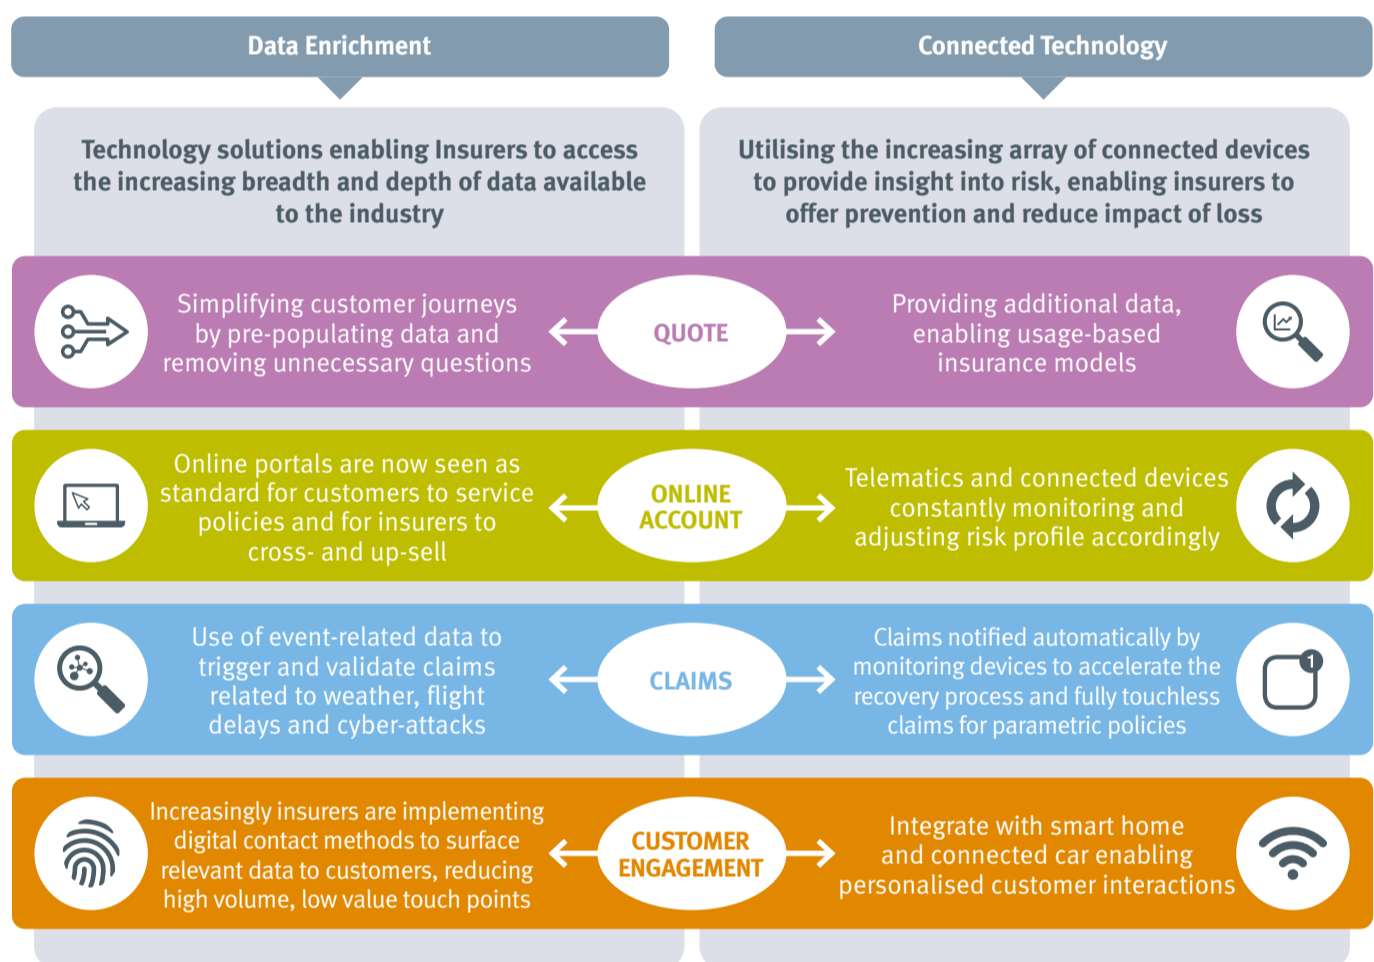 Data Enrichment
Connected Technology
Technology solutions enabling Insurers to access
the increasing breadth and depth of data available
to the industry
Utilising the increasing array of connected devices
to provide insight into risk, enabling insurers to
offer prevention and reduce impact of loss
Simplifying customer journeys
by pre-populating data and
removing unnecessary questions
QUOTE
Providing additional data,
enabling usage-based
insurance models
Online portals are now seen as
standard for customers to service
policies and for insurers to
cross- and up-sell
ONLINE
ACCOUNT
Telematics and connected devices
constantly monitoring and
adjusting risk profile accordingly
Use of event-related data to
trigger and validate claims
related to weather, flight
delays and cyber-attacks
CLAIMS
Claims notified automatically by
monitoring devices to accelerate the
recovery process and fully touchless
claims for parametric policies
1
Increasingly insurers are implementing
digital contact methods to surface
relevant data to customers, reducing
high volume, low value touch points
CUSTOMER
ENGAGEMENT
Integrate with smart home
and connected car enabling
personalised customer interactions